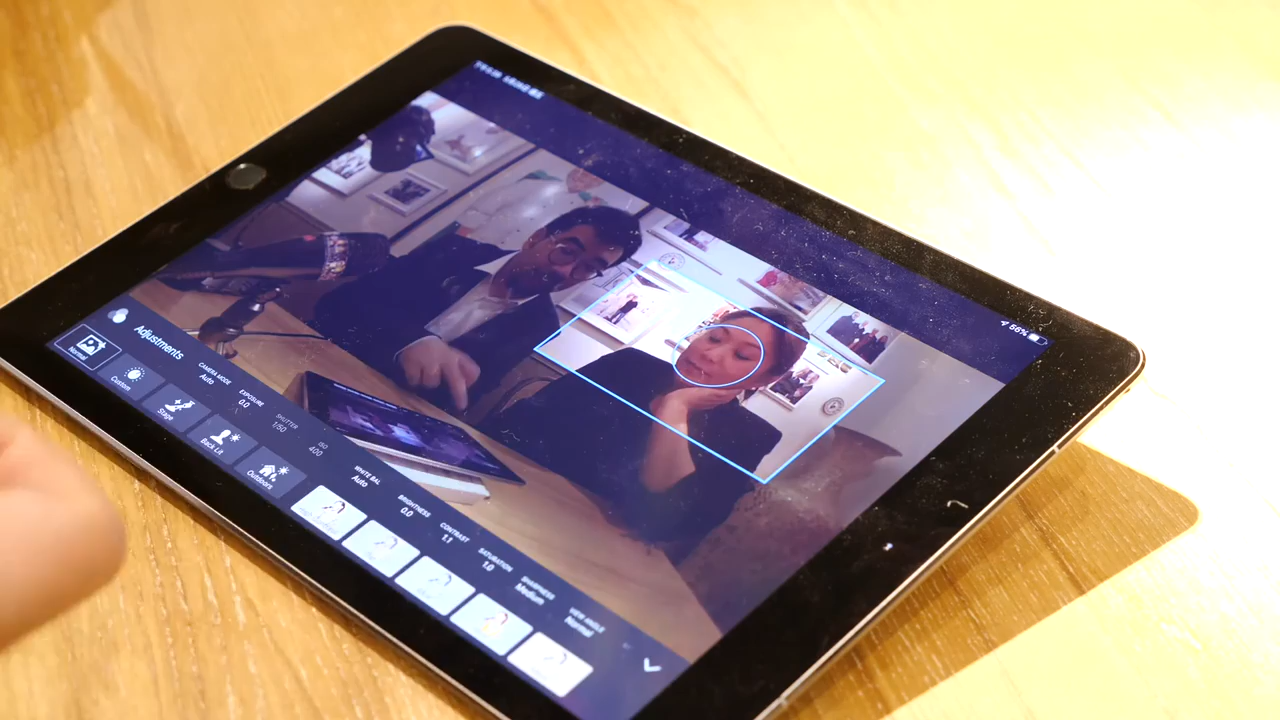 56%
Adjustments
Normal
Custom
Stage
Back Lit
Outdoors
CAMERA MODE
Auto
EXPOSURE
0.0
SHUTTER
1/50
ISO
400
WHITE BAL
Auto
BRIGHTNESS
0.0
CONTRAST
1.1
SATURATION
1.0
SHARPNESS
Medium
VIEW ANGLE
Normal